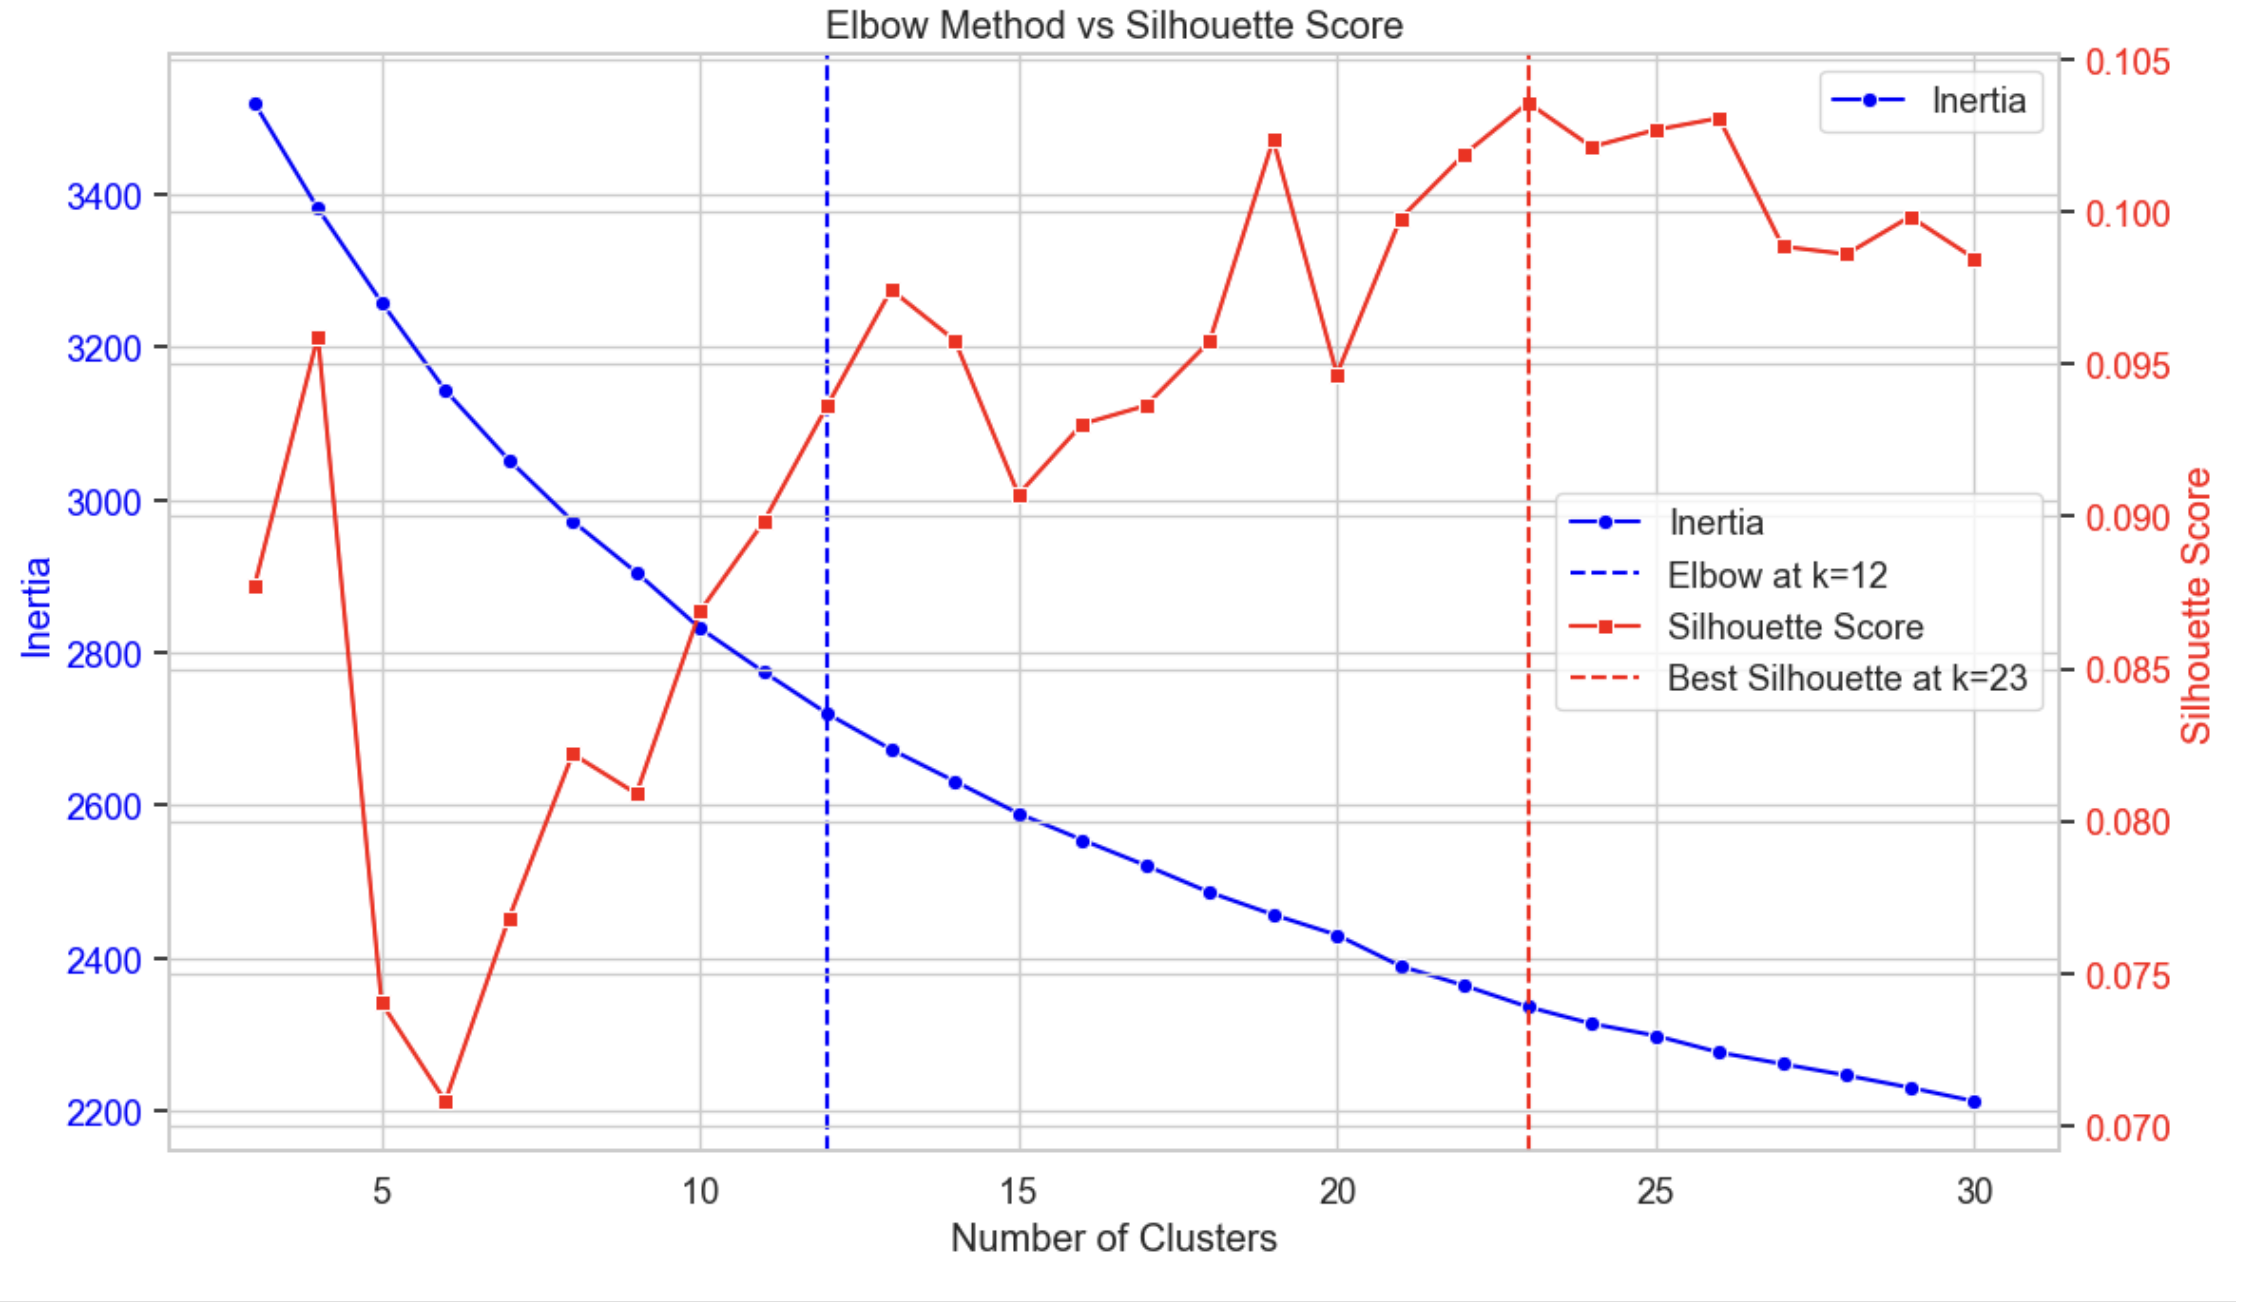 Elbow Method vs Silhouette Score
Inertia
3400
3200
3000
2800
2600
2400
2200
Inertia
0.105
0.100
0.095
0.090
0.085
0.080
0.075
0.070
Silhouette Score
Inertia
Elbow at k=12
Silhouette Score
Best Silhouette at k=23
5 10 15 20 25 30
Number of Clusters